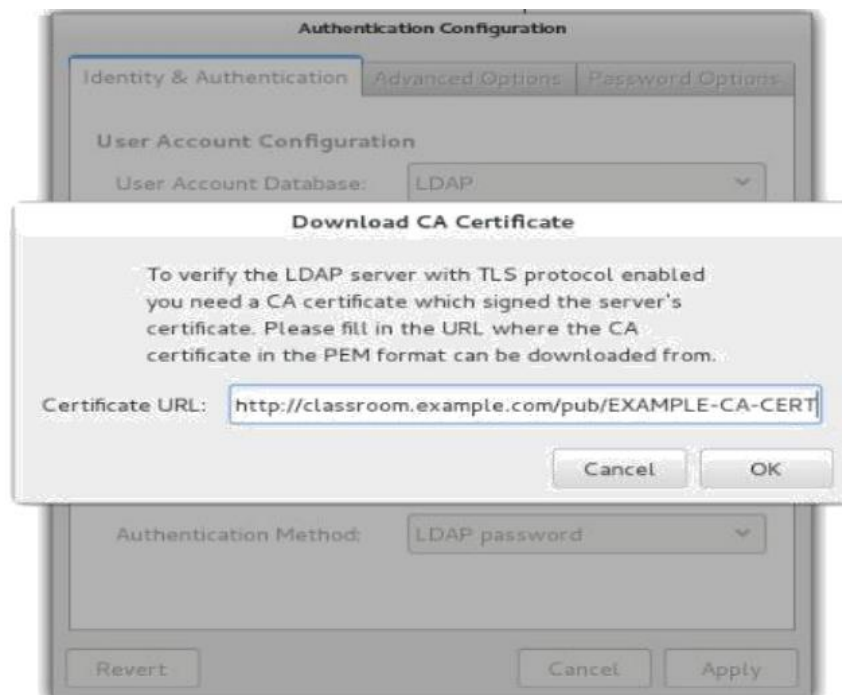 Authentication Configuration
Identity & Authentication
Advanced Options
Password Options
User Account Configuration
User Account Database:
LDAP
Download CA Certificate
To verify the LDAP server with TLS protocol enabled
you need a CA certificate which signed the server's
certificate. Please fill in the URL where the CA
certificate in the PEM format can be downloaded from.
Certificate URL:
http://classroom.example.com/pub/EXAMPLE-CA-CERT
Cancel
OK
Authentication Method:
LDAP password
Revert
Cancel
Apply